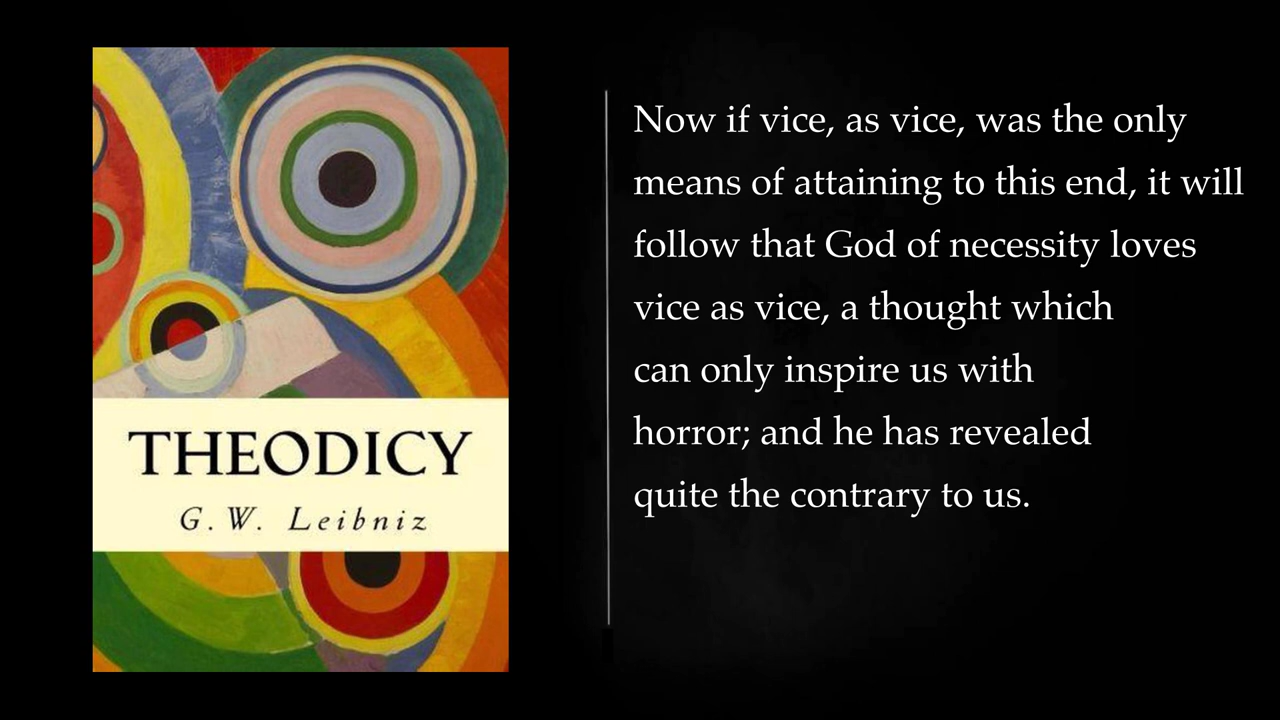 THEODICY
G. W. Leibniz
Now if vice, as vice, was the only
means of attaining to this end, it will
follow that God of necessity loves
vice as vice, a thought which
can only inspire us with
horror; and he has revealed
quite the contrary to us.